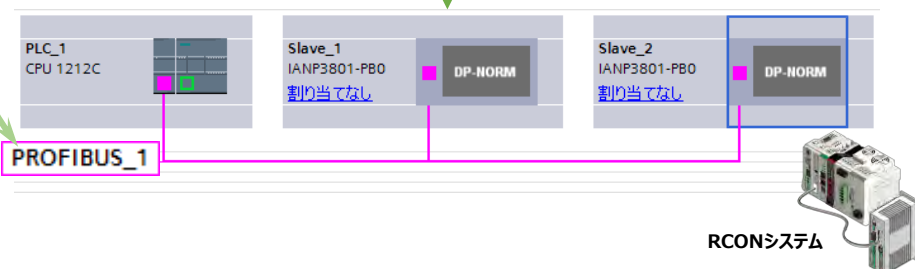 PLC_1
CPU 1212C
Slave_1
IANP3801-PB0
DP-NORM
割り当てなし
Slave_2
IANP3801-PB0
DP-NORM
割り当てなし
PROFIBUS_1
RCONシステム